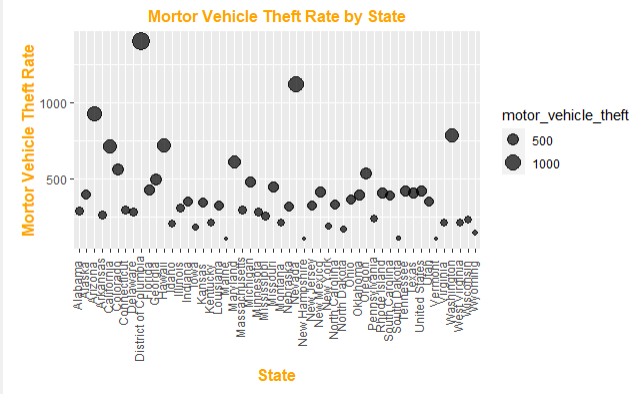 Mortor Vehicle Theft Rate by State
Mortor Vehicle Theft Rate
1000
500
motor_vehicle_theft
500
1000
Alabama
Alaska
Arizona
Arkansas
California
Colorado
Connecticut
Delaware
District of Columbia
Florida
Georgia
Hawaii
Idaho
Illinois
Indiana
Iowa
Kansas
Kentucky
Louisiana
Maine
Maryland
Massachusetts
Michigan
Minnesota
Mississippi
Missouri
Montana
Nebraska
Nevada
New Hampshire
New Jersey
New Mexico
New York
North Carolina
North Dakota
Ohio
Oklahoma
Oregon
Pennsylvania
Rhode Island
South Carolina
South Dakota
Tennessee
Texas
United States
Utah
Vermont
Virginia
Washington
West Virginia
Wisconsin
Wyoming
State